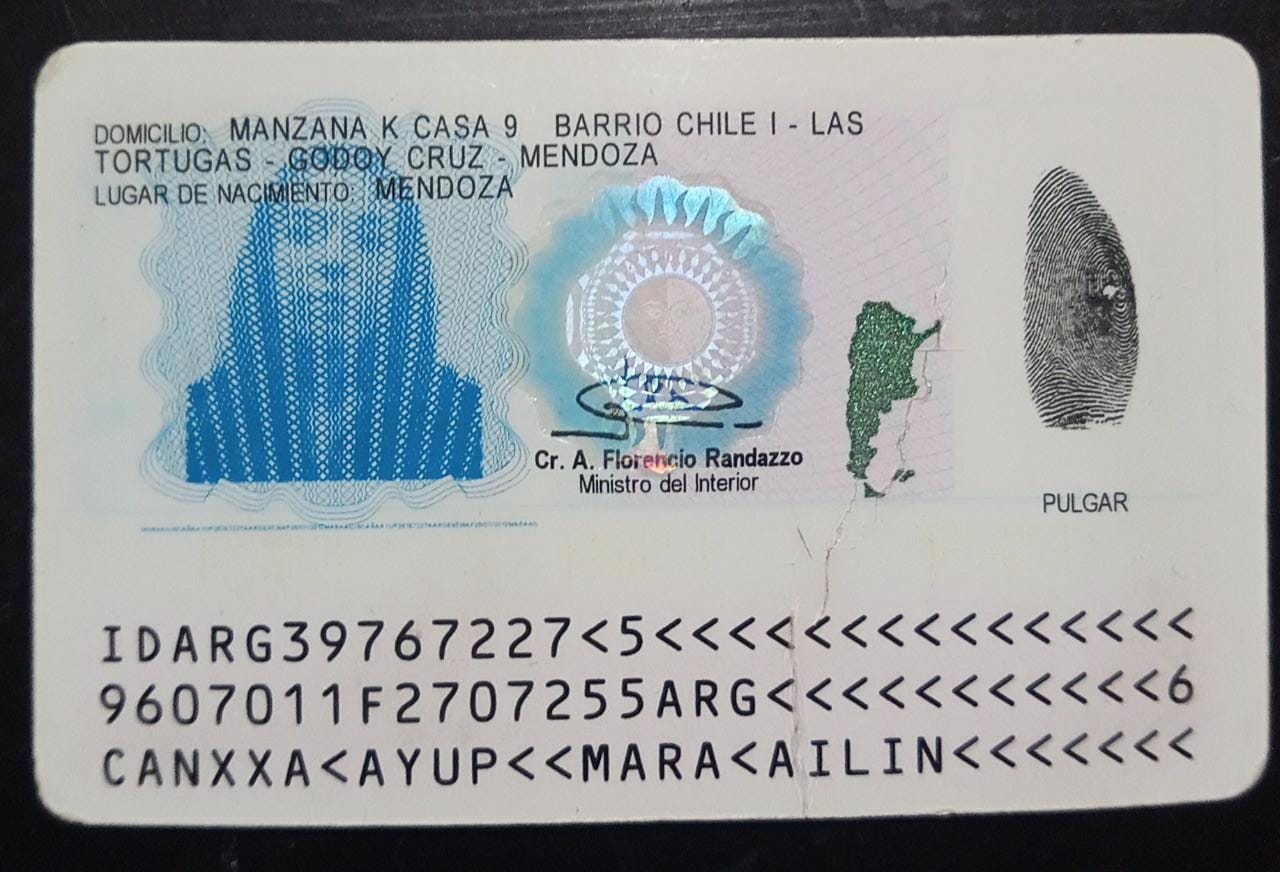 DOMICILIO: MANZANA K CASA 9 BARRIO CHILE I - LAS
TORTUGAS - GODOY CRUZ - MENDOZA
LUGAR DE NACIMIENTO: MENDOZA
Cr. A. Florencio Randazzo
Ministro del Interior
PULGAR
IDARG39767227<5<<<<<<<<<<<<<<<
9607011F2707255ARG<<<<<<<<<<<6
CANXXA<AYUP<<MARA<AILIN<<<<<<<